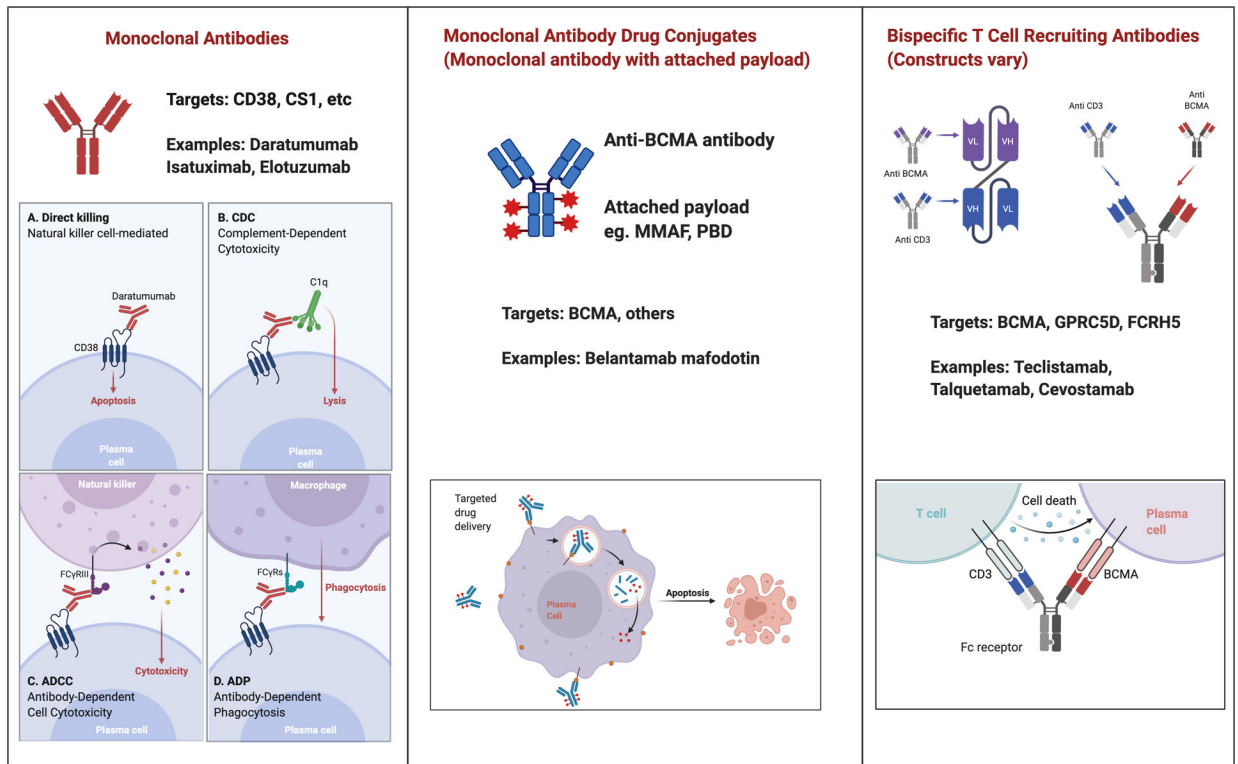 Monoclonal Antibodies
Targets: CD38, CS1, etc
Examples: Daratumumab
Isatuximab, Elotuzumab
A. Direct killing
Natural killer cell-mediated
Daratumumab
CD38
Apoptosis
Plasma
cell
B. CDC
Complement-Dependent
Cytotoxicity
C1q
Lysis
Plasma
cell
Natural killer
FCγRIII
Cytotoxicity
C. ADCC
Antibody-Dependent
Cell Cytotoxicity
Plasma cell
Macrophage
FCγRs
Phagocytosis
D. ADP
Antibody-Dependent
Phagocytosis
Plasma cell
Monoclonal Antibody Drug Conjugates
(Monoclonal antibody with attached payload)
Anti-BCMA antibody
Attached payload
eg. MMAF, PBD
Targets: BCMA, others
Examples: Belantamab mafodotin
Targeted
drug
delivery
Plasma
Cell
Apoptosis
Bispecific T Cell Recruiting Antibodies
(Constructs vary)
Anti BCMA
VL
VH
Anti CD3
VH
VL
Anti CD3
Anti
BCMA
Targets: BCMA, GPRC5D, FCRH5
Examples: Teclistamab,
Talquetamab, Cevostamab
T cell
Cell death
Plasma
cell
CD3
BCMA
Fc receptor